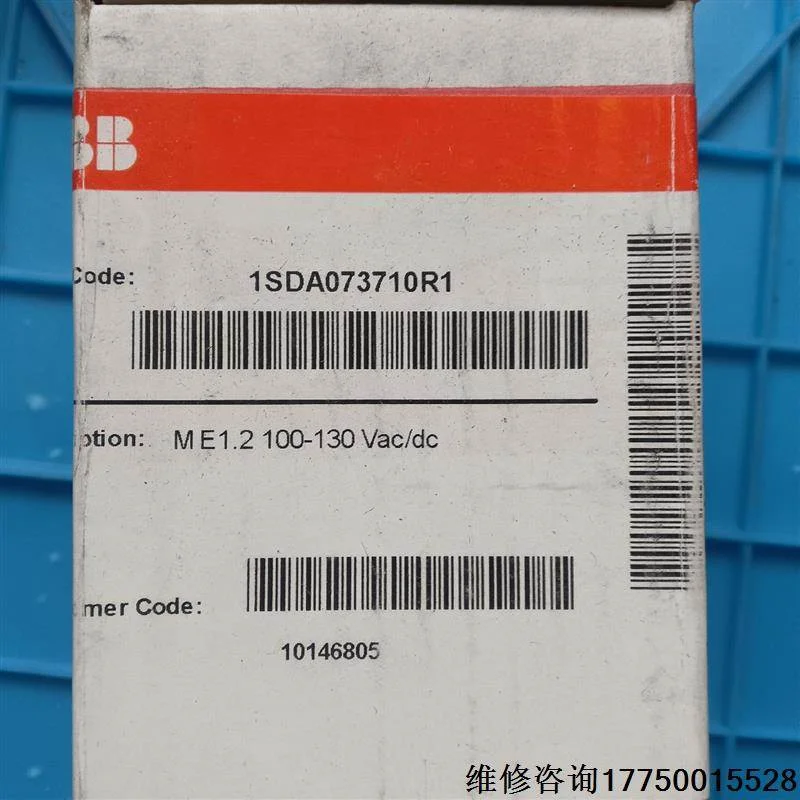 BB
Code: 1SDA073710R1
ption: M E1.2 100-130 Vac/dc
mer Code:
10146805
维修咨询17750015528